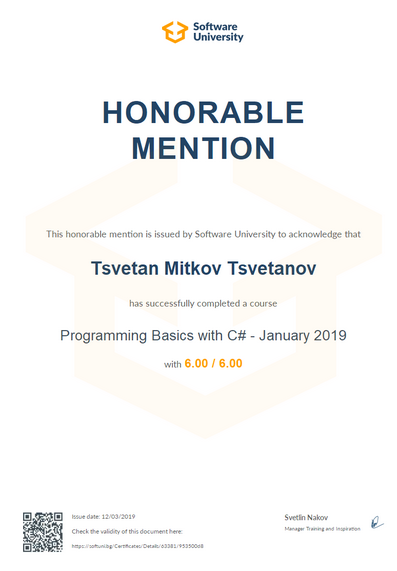 Software
University
HONORABLE
MENTION
This honorable mention is issued by Software University to acknowledge that
Tsvetan Mitkov Tsvetanov
has successfully completed a course
Programming Basics with C# - January 2019
with 6.00 / 6.00
Issue date: 12/03/2019
Check the validity of this document here:
https://softuni.bg/Certificates/Details/63381/95350068
Svetlin Nakov
Manager Training and Inspiration